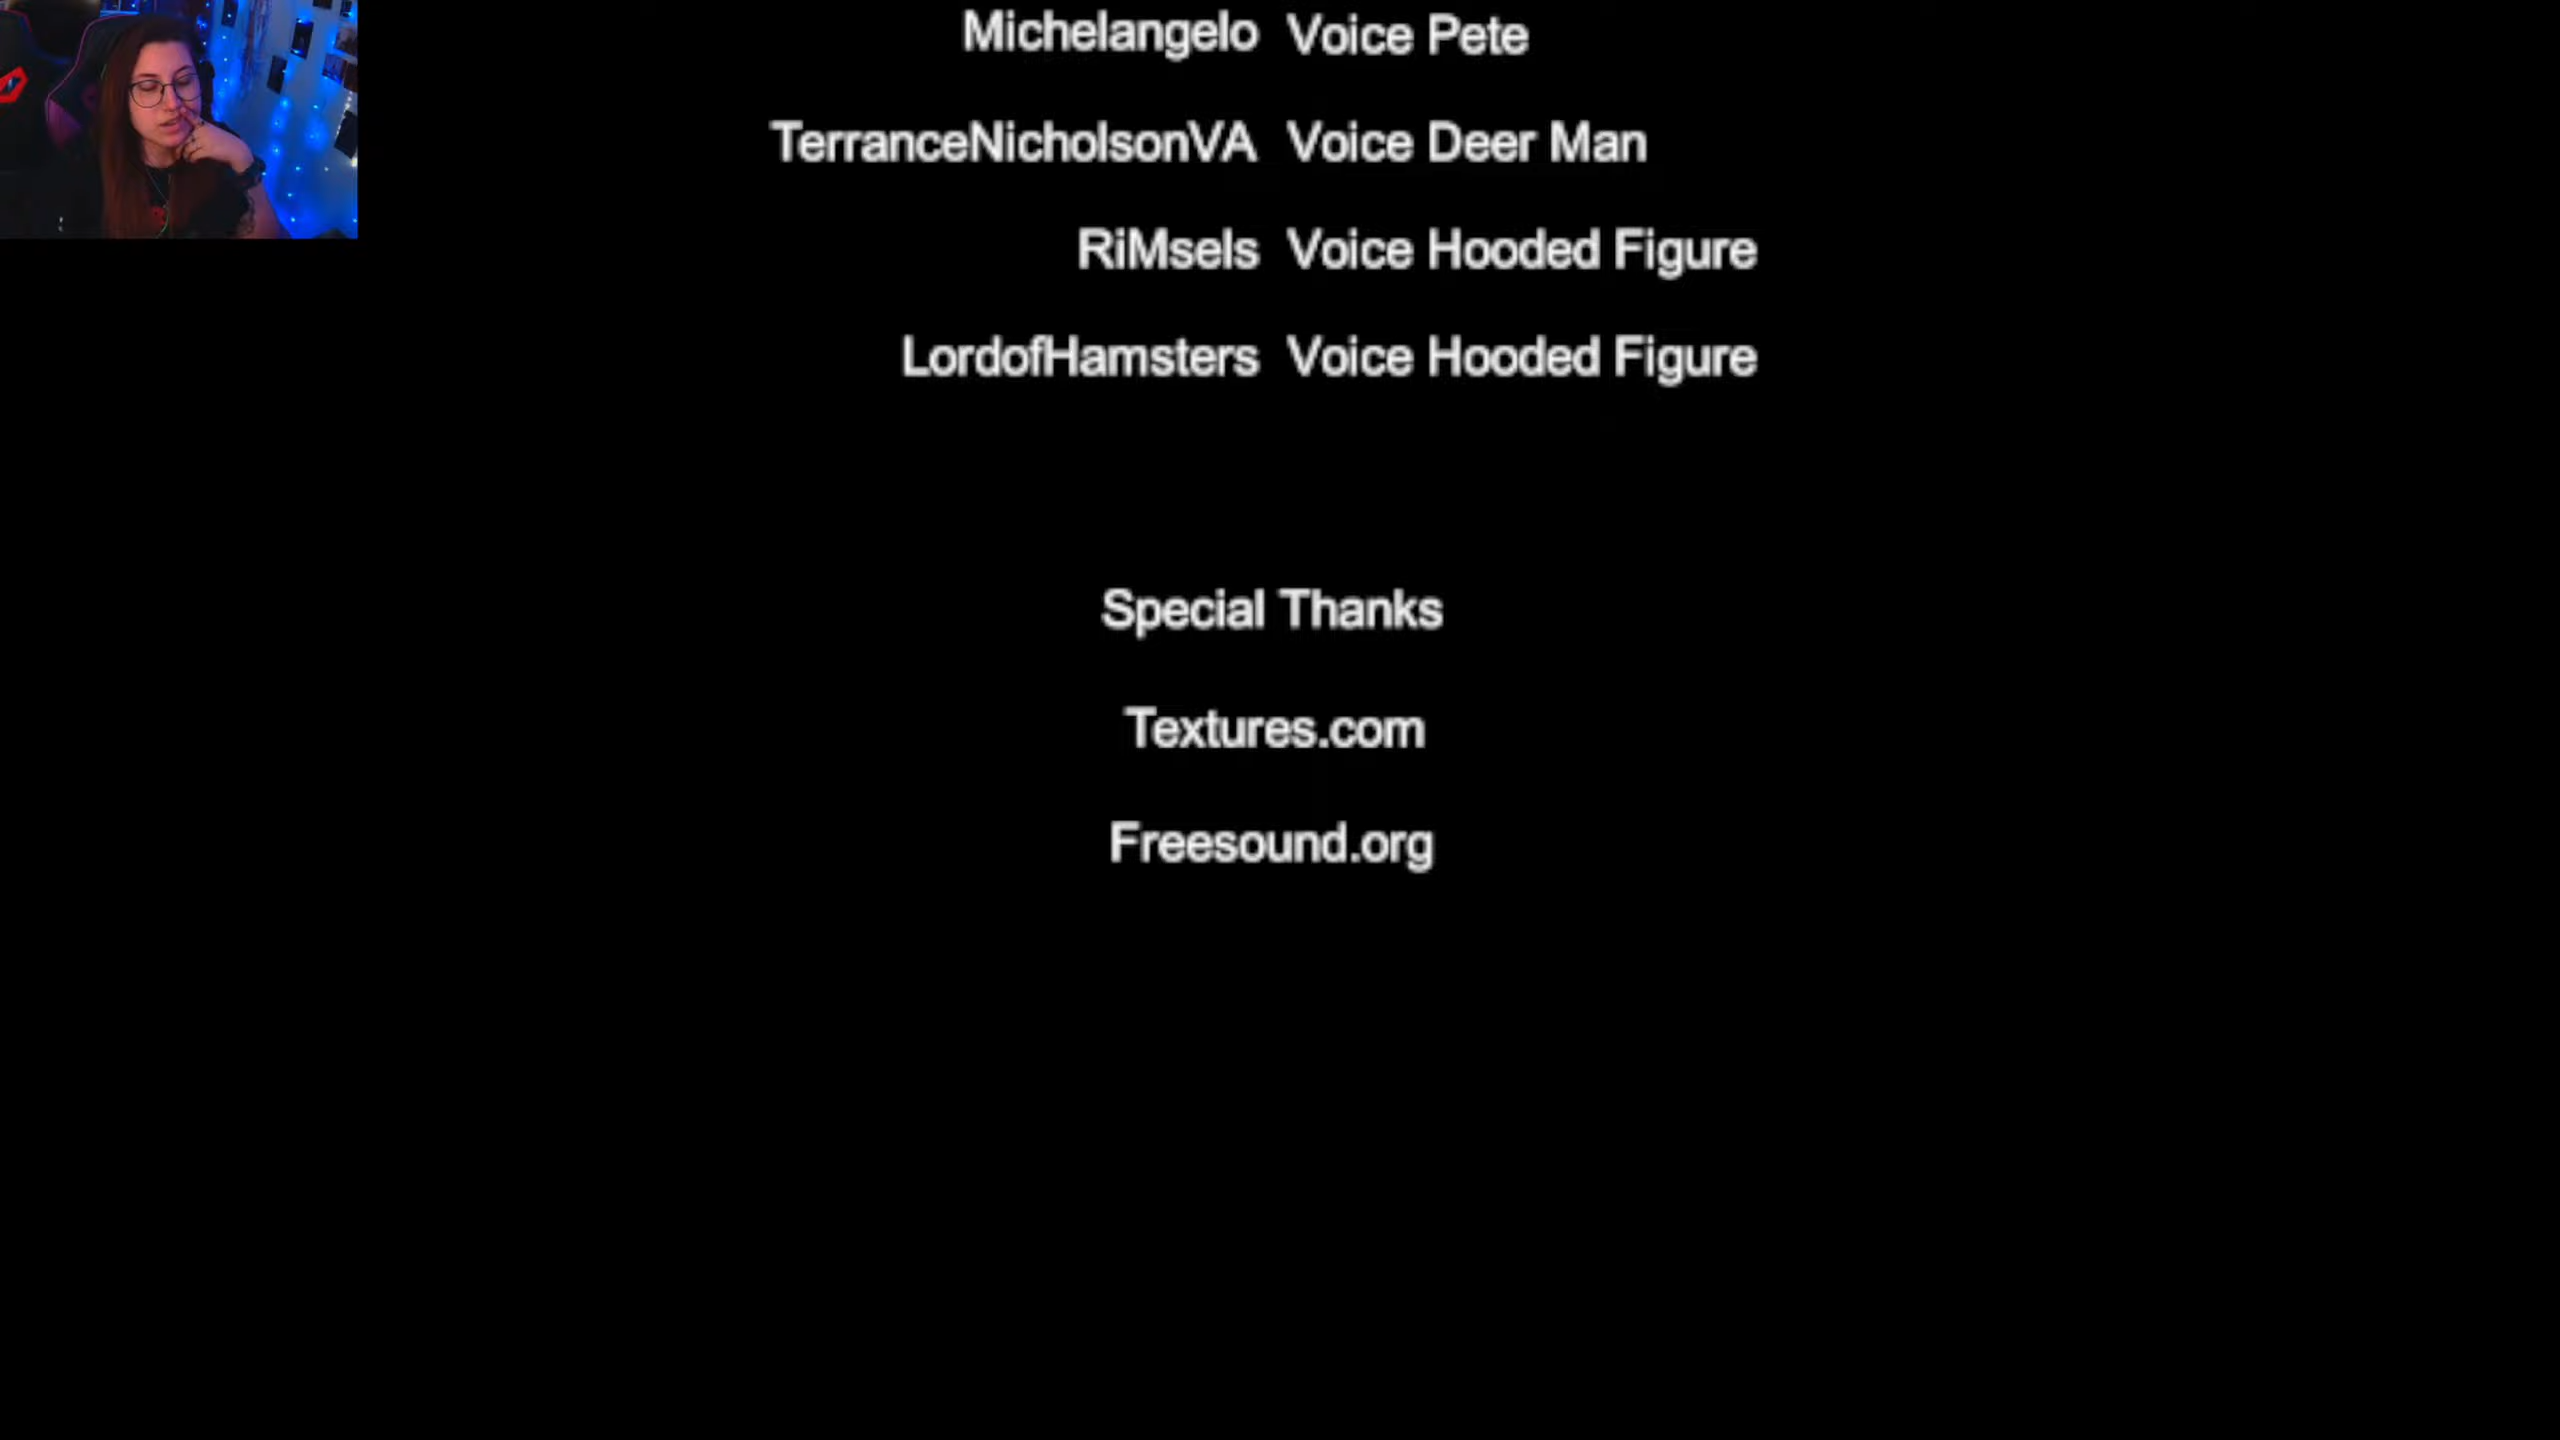 Michelangelo Voice Pete
TerranceNicholsonVA Voice Deer Man
RiMsels Voice Hooded Figure
LordofHamsters Voice Hooded Figure
Special Thanks
Textures.com
Freesound.org